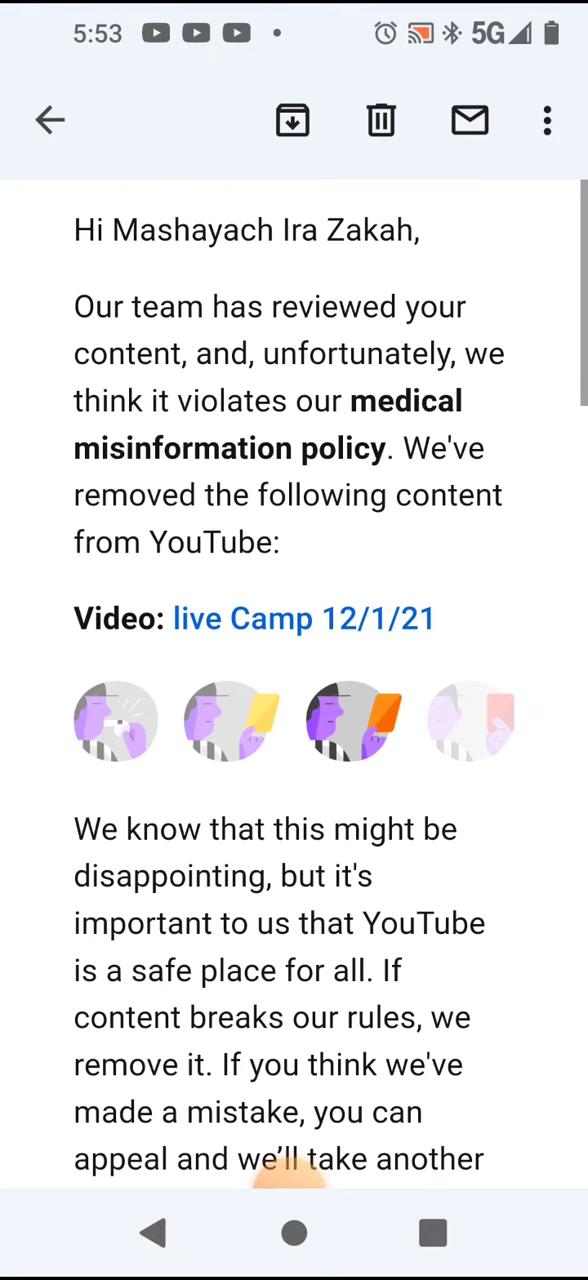 5:53 5G
Hi Mashayach Ira Zakah,
Our team has reviewed your
content, and, unfortunately, we
think it violates our medical
misinformation policy. We've
removed the following content
from YouTube:
Video: live Camp 12/1/21
We know that this might be
disappointing, but it's
important to us that YouTube
is a safe place for all. If
content breaks our rules, we
remove it. If you think we've
made a mistake, you can
appeal and we'll take another